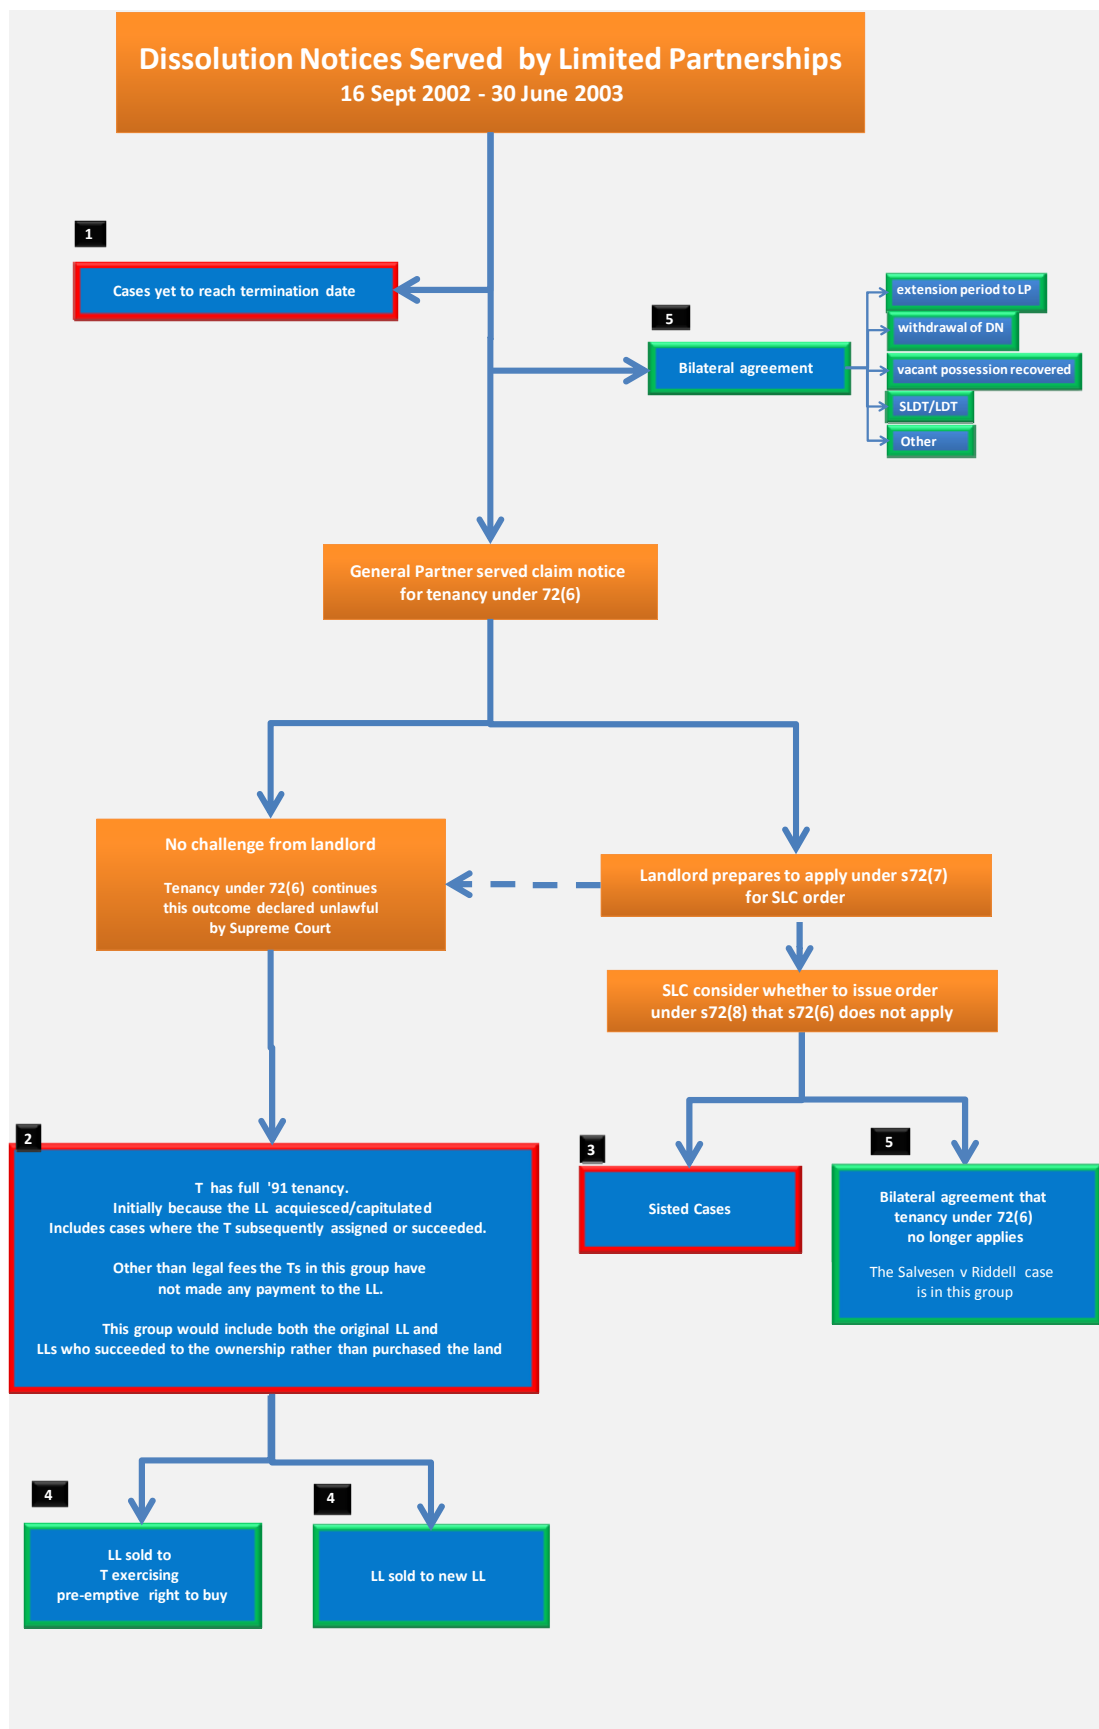 Dissolution Notices Served by Limited Partnerships
16 Sept 2002 - 30 June 2003
1
Cases yet to reach termination date
5
Bilateral agreement
extension period to LP
withdrawal of DN
vacant possession recovered
SLDT/LDT
Other
General Partner served claim notice
for tenancy under 72(6)
No challenge from landlord
Tenancy under 72(6) continues
this outcome declared unlawful
by Supreme Court
Landlord prepares to apply under s72(7)
for SLC order
SLC consider whether to issue order
under s72(8) that s72(6) does not apply
2
T has full '91 tenancy.
Initially because the LL acquiesced/capitulated
Includes cases where the T subsequently assigned or succeeded.
Other than legal fees the Ts in this group have
not made any payment to the LL.
This group would include both the original LL and
LLs who succeeded to the ownership rather than purchased the land
3
Sisted Cases
5
Bilateral agreement that
tenancy under 72(6)
no longer applies
The Salvesen v Riddell case
is in this group
4
LL sold to
T exercising
pre-emptive right to buy
4
LL sold to new LL